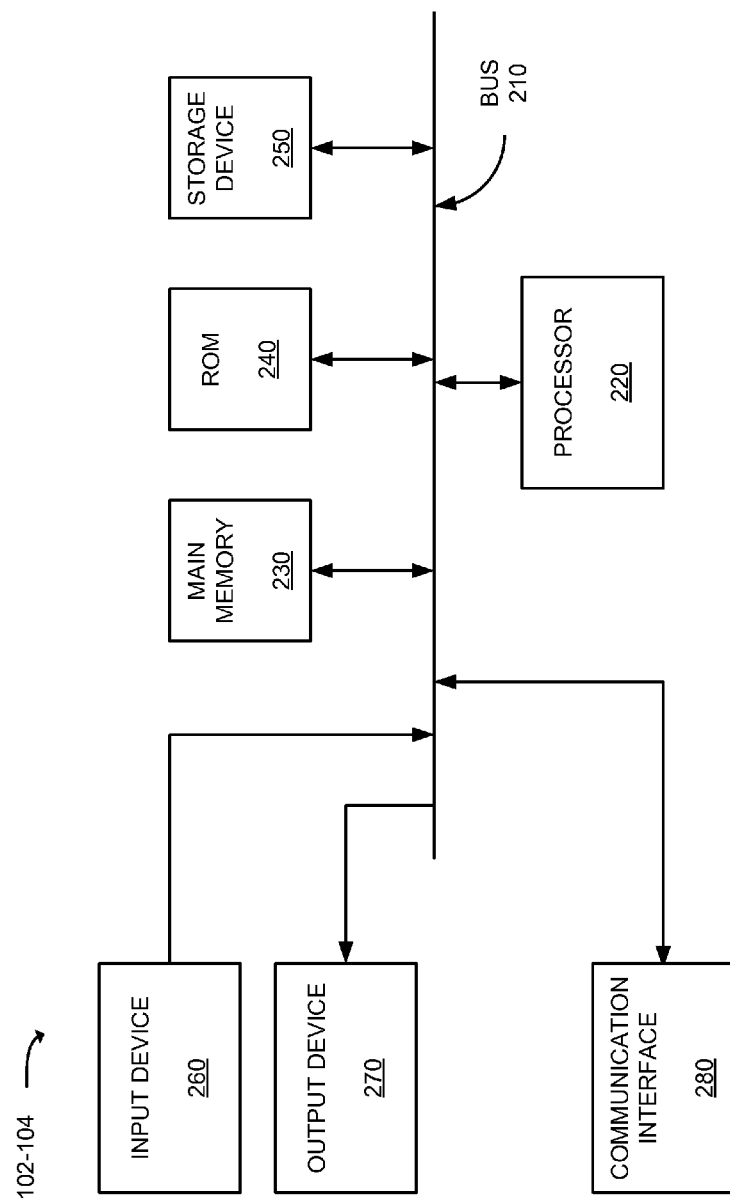 102-104
INPUT DEVICE
260
OUTPUT DEVICE
270
COMMUNICATION
INTERFACE
280
MAIN
MEMORY
230
ROM
240
STORAGE
DEVICE
250
PROCESSOR
220
BUS
210